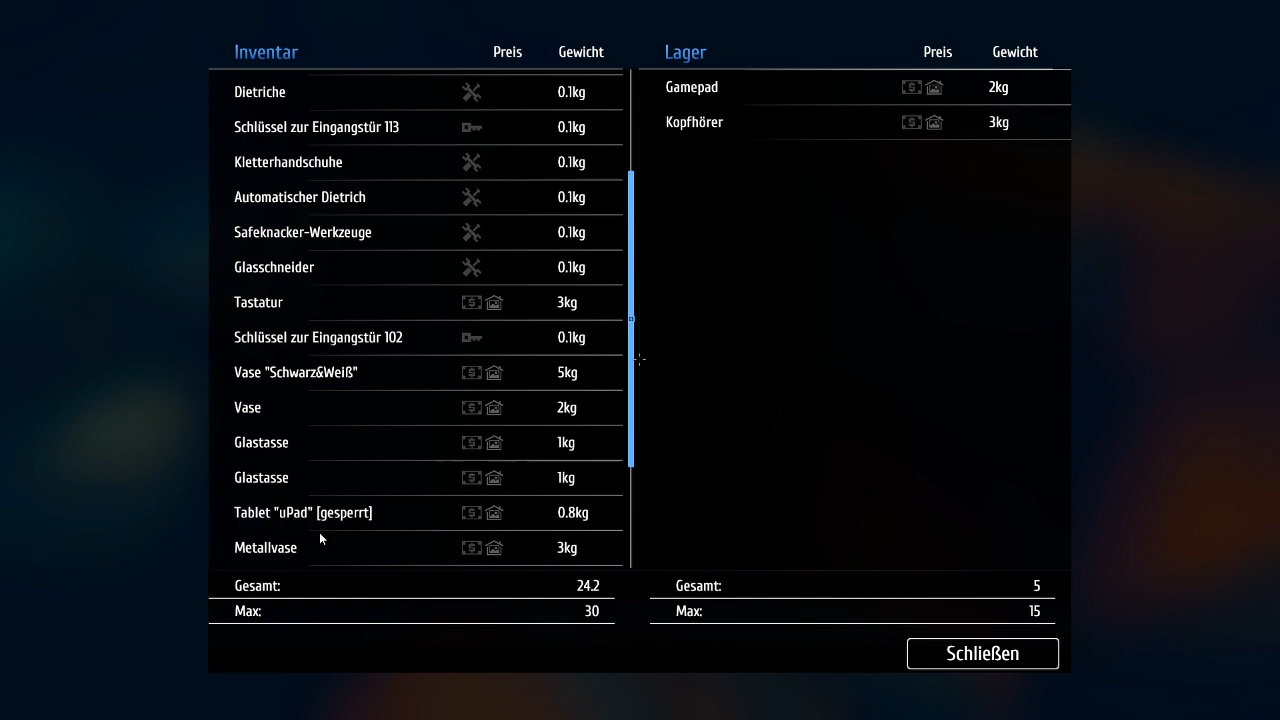 Inventar Preis Gewicht
Dietriche 0.1kg
Schlüssel zur Eingangstür 113 0.1kg
Kletterhandschuhe 0.1kg
Automatischer Dietrich 0.1kg
Safeknacker-Werkzeuge 0.1kg
Glasschneider 0.1kg
Tastatur 3kg
Schlüssel zur Eingangstür 102 0.1kg
Vase "Schwarz&Weiß" 5kg
Vase 2kg
Glastasse 1kg
Glastasse 1kg
Tablet "uPad" [gesperrt] 0.8kg
Metallvase 3kg
Gesamt: 24.2
Max: 30
Lager Preis Gewicht
Gamepad 2kg
Kopfhörer 3kg
Gesamt: 5
Max: 15
Schließen